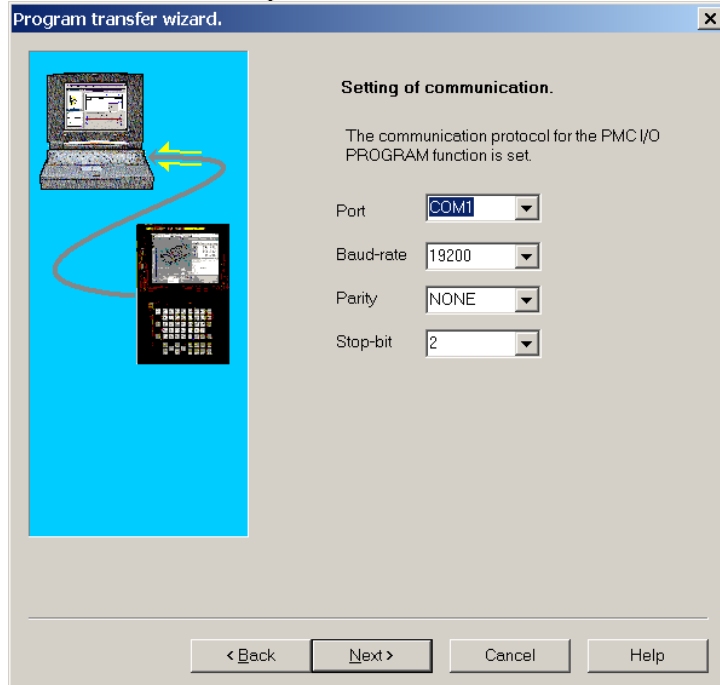 Program transfer wizard.
Setting of communication.
The communication protocol for the PMC I/O
PROGRAM function is set.
Port COM1
Baud-rate 19200
Parity NONE
Stop-bit 2
< Back Next > Cancel Help